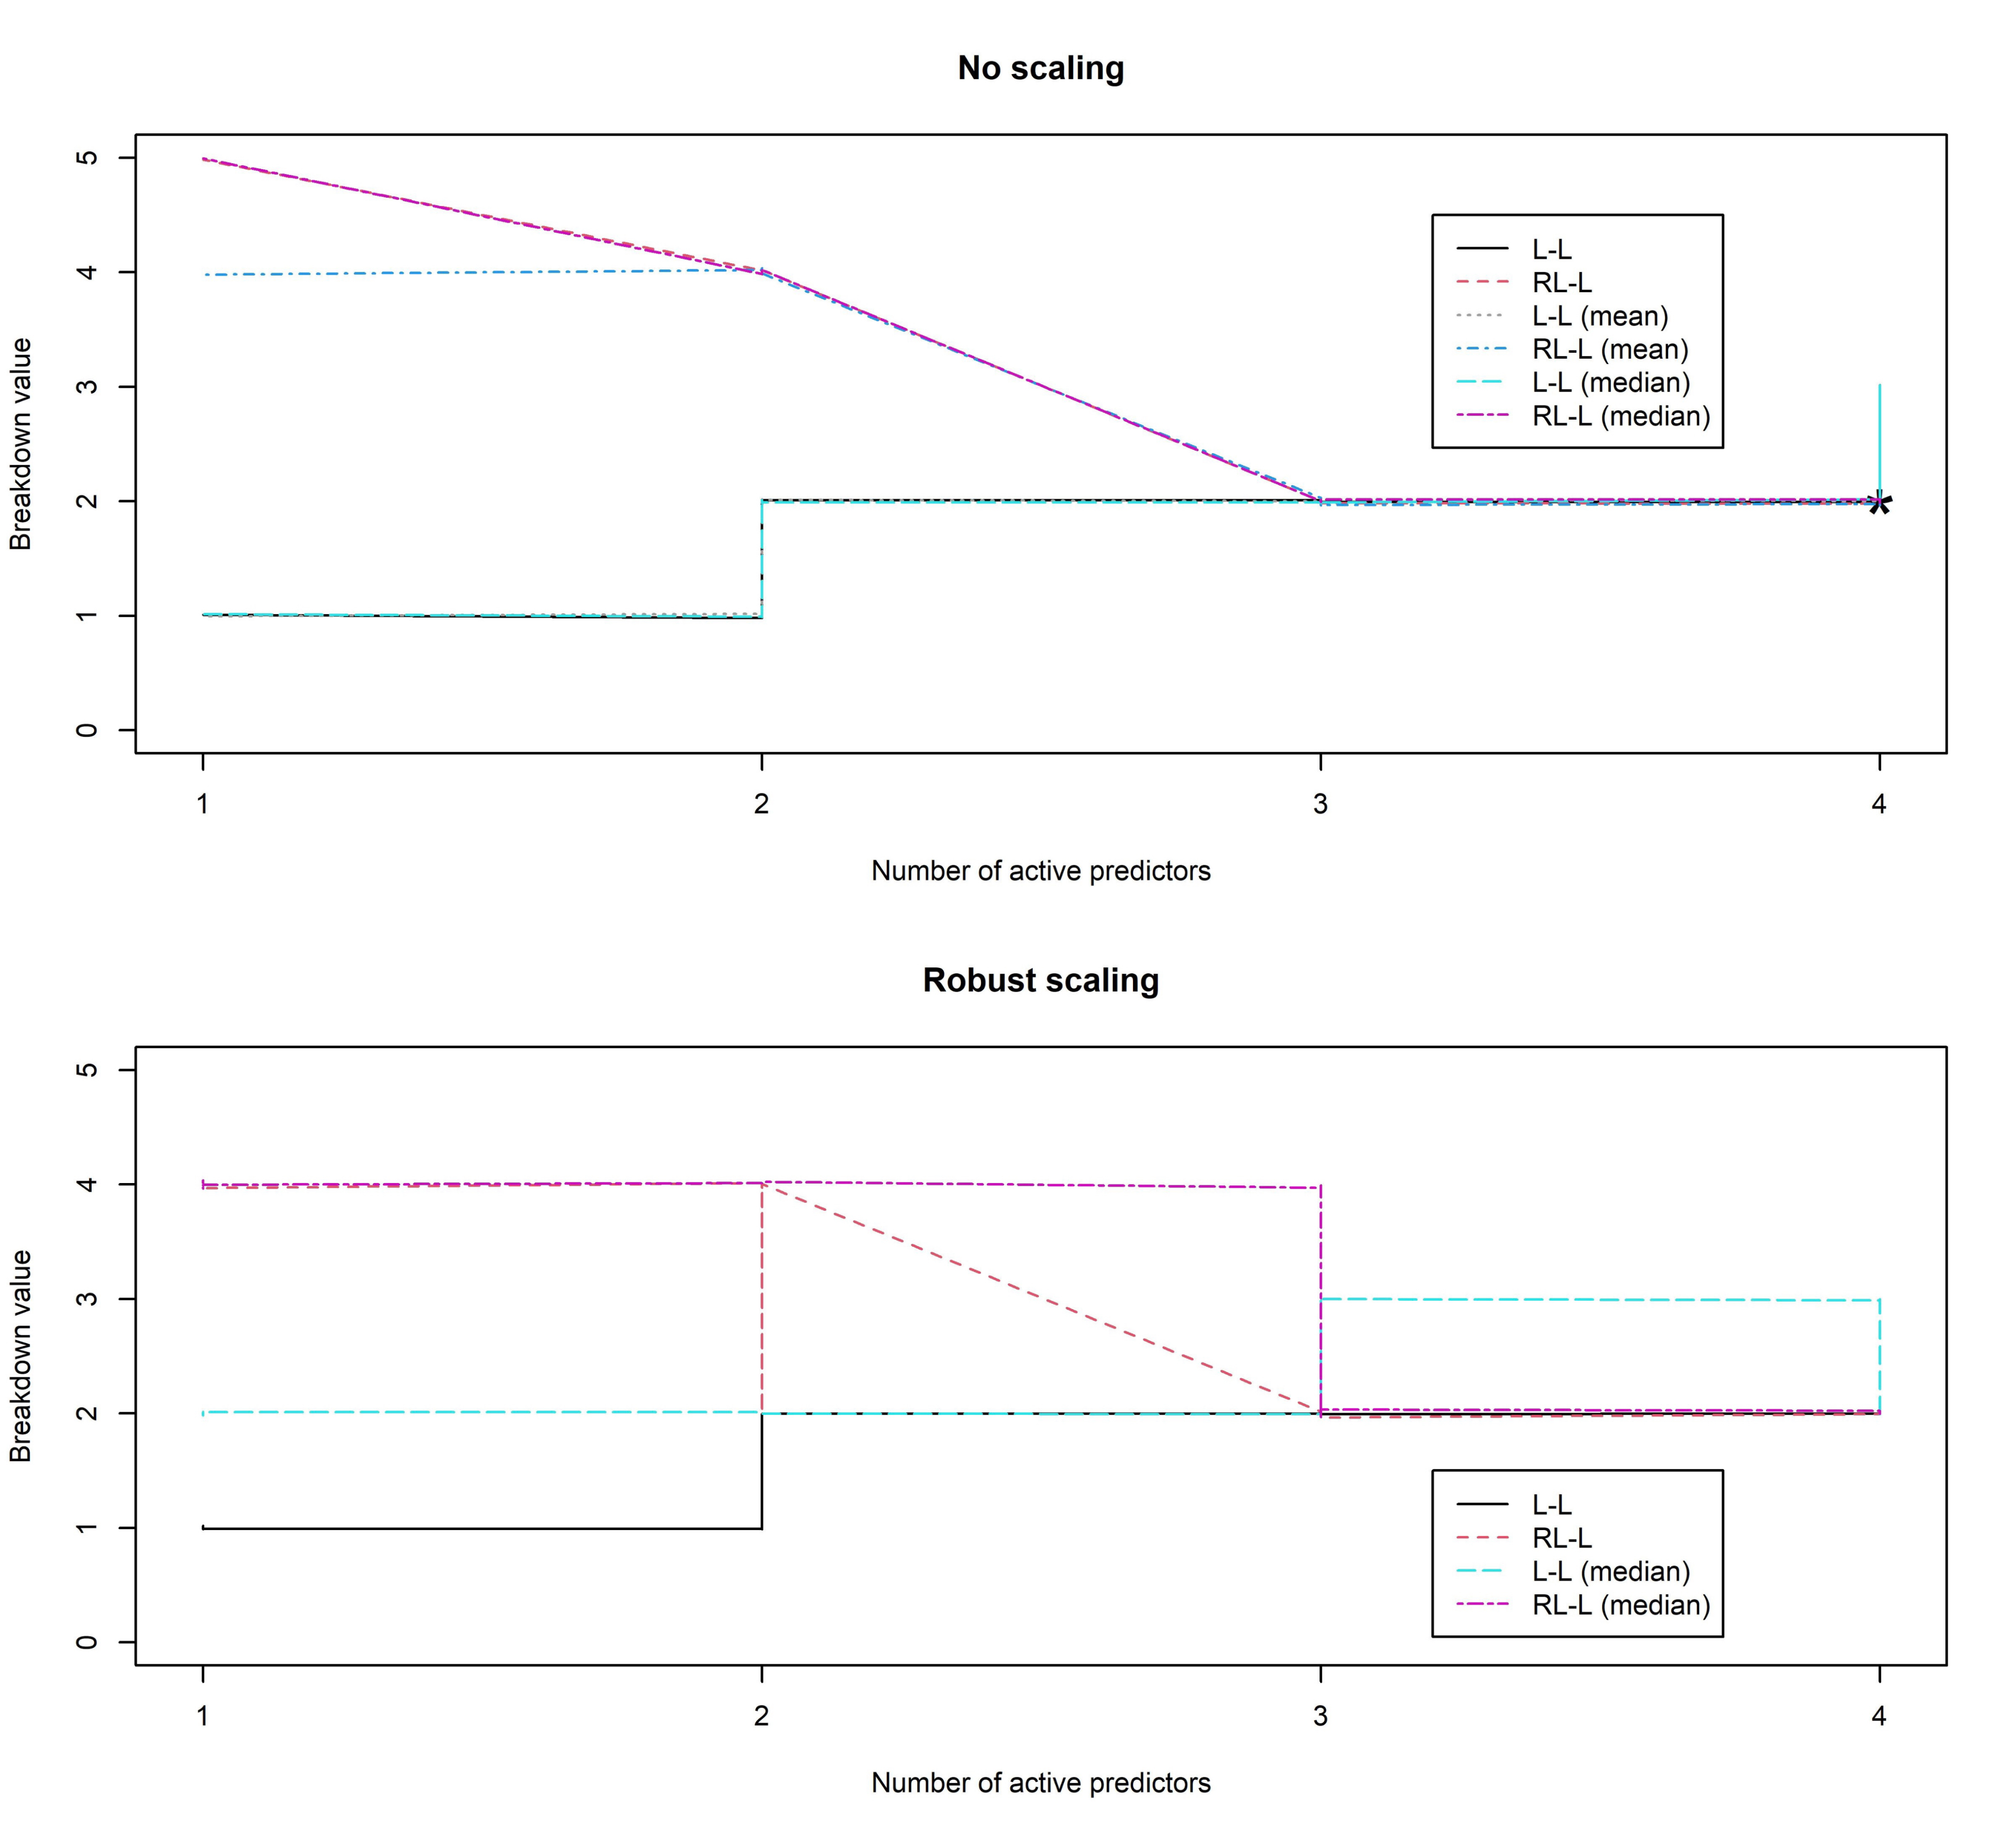 No scaling
Breakdown value
5
4
3
2
1
0
L-L
RL-L
L-L (mean)
RL-L (mean)
L-L (median)
RL-L (median)
*
1 2 3 4
Number of active predictors
Robust scaling
Breakdown value
5
4
3
2
1
0
L-L
RL-L
L-L (median)
RL-L (median)
1 2 3 4
Number of active predictors